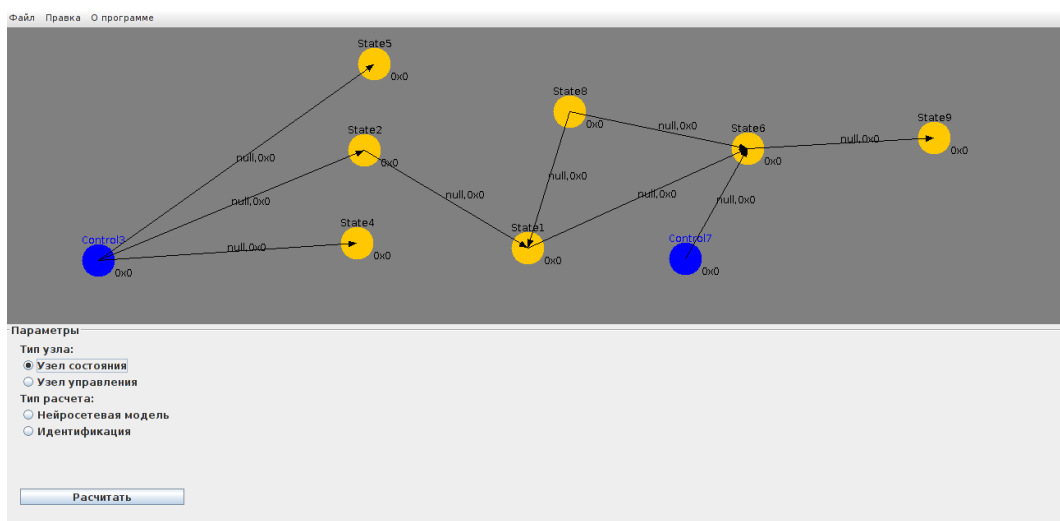 Файл Правка О программе
State5
0x0
State8
0x0
State9
0x0
State2
0x0
State6
0x0
null,0x0
null,0x0
null,0x0
null,0x0
null,0x0
null,0x0
null,0x0
null,0x0
null,0x0
State4
0x0
State1
0x0
Control3
0x0
Control7
0x0
Параметры
Тип узла:
Узел состояния
Узел управления
Тип расчета:
Нейросетевая модель
Идентификация
Расчитать